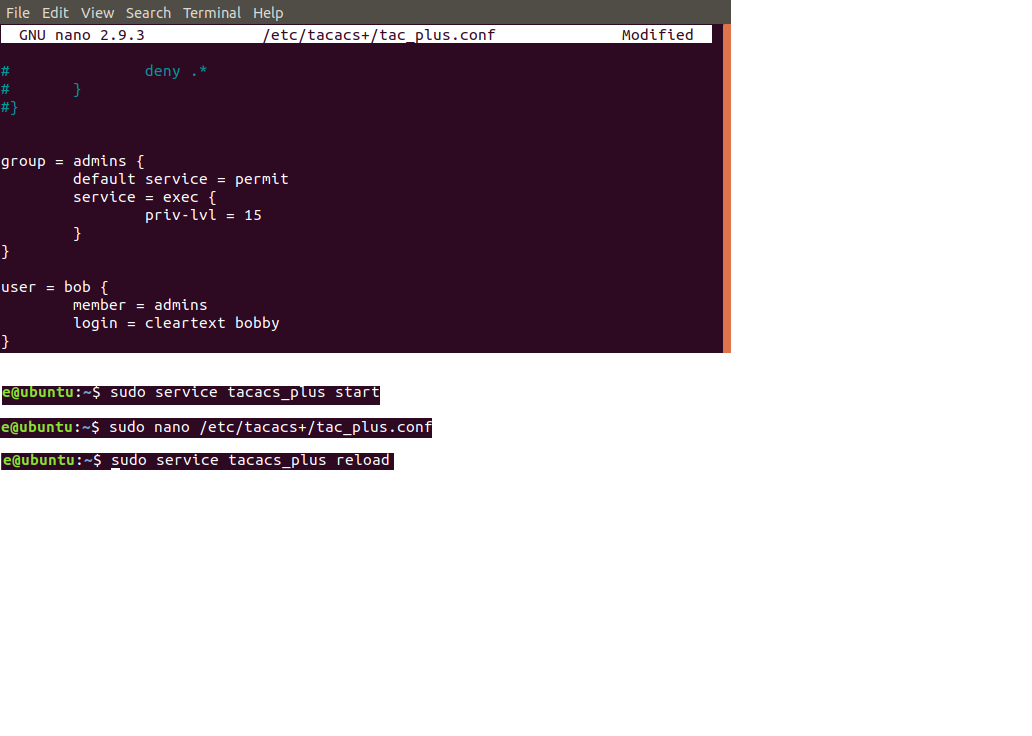 File Edit View Search Terminal Help
GNU nano 2.9.3 /etc/tacacs+/tac_plus.conf Modified
# deny .*
# }
#}
group = admins {
default service = permit
service = exec {
priv-lvl = 15
}
}
user = bob {
member = admins
login = cleartext bobby
}
e@ubuntu:~$ sudo service tacacs_plus start
e@ubuntu:~$ sudo nano /etc/tacacs+/tac_plus.conf
e@ubuntu:~$ sudo service tacacs_plus reload